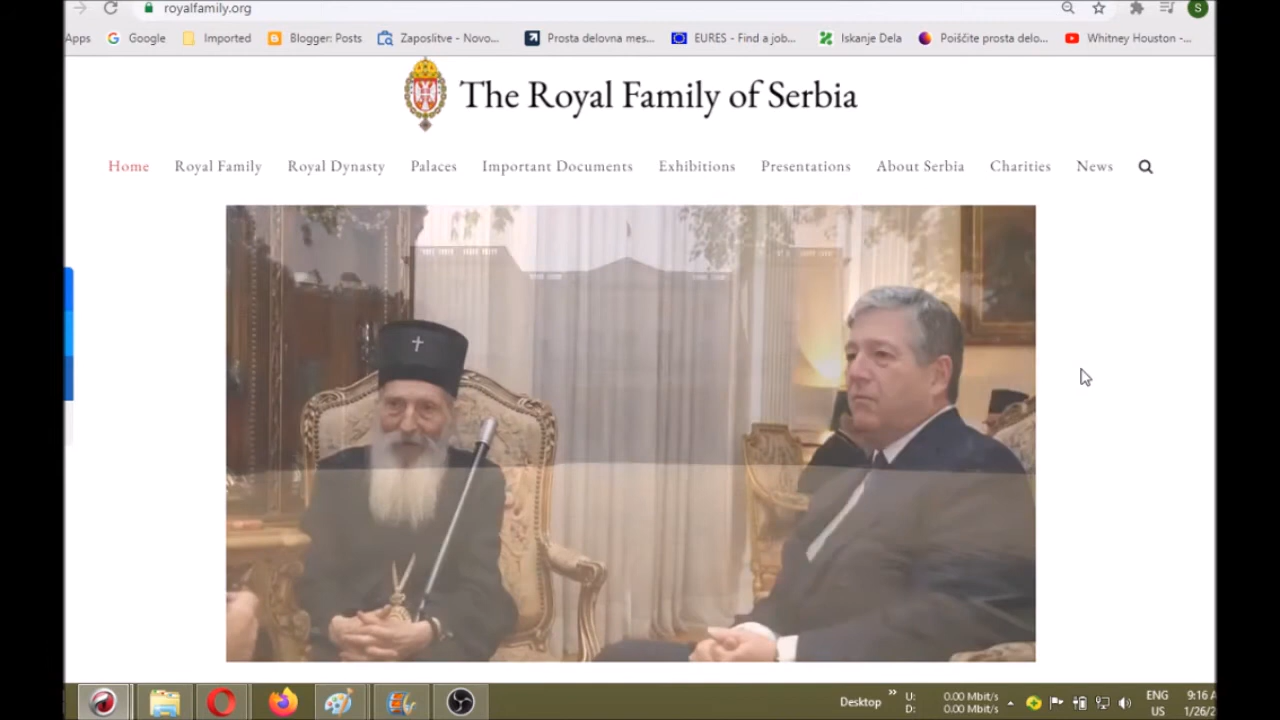 royalfamily.org
S
Apps Google Imported Blogger: Posts Zaposlitve - Novo... Prosta delovna mes... EURES - Find a job... Iskanje Dela Poiščite prosta delo... Whitney Houston -...
The Royal Family of Serbia
Home Royal Family Royal Dynasty Palaces Important Documents Exhibitions Presentations About Serbia Charities News
Desktop » U: 0.00 Mbit/s ENG 9:16
D: 0.00 Mbit/s US 1/26/2